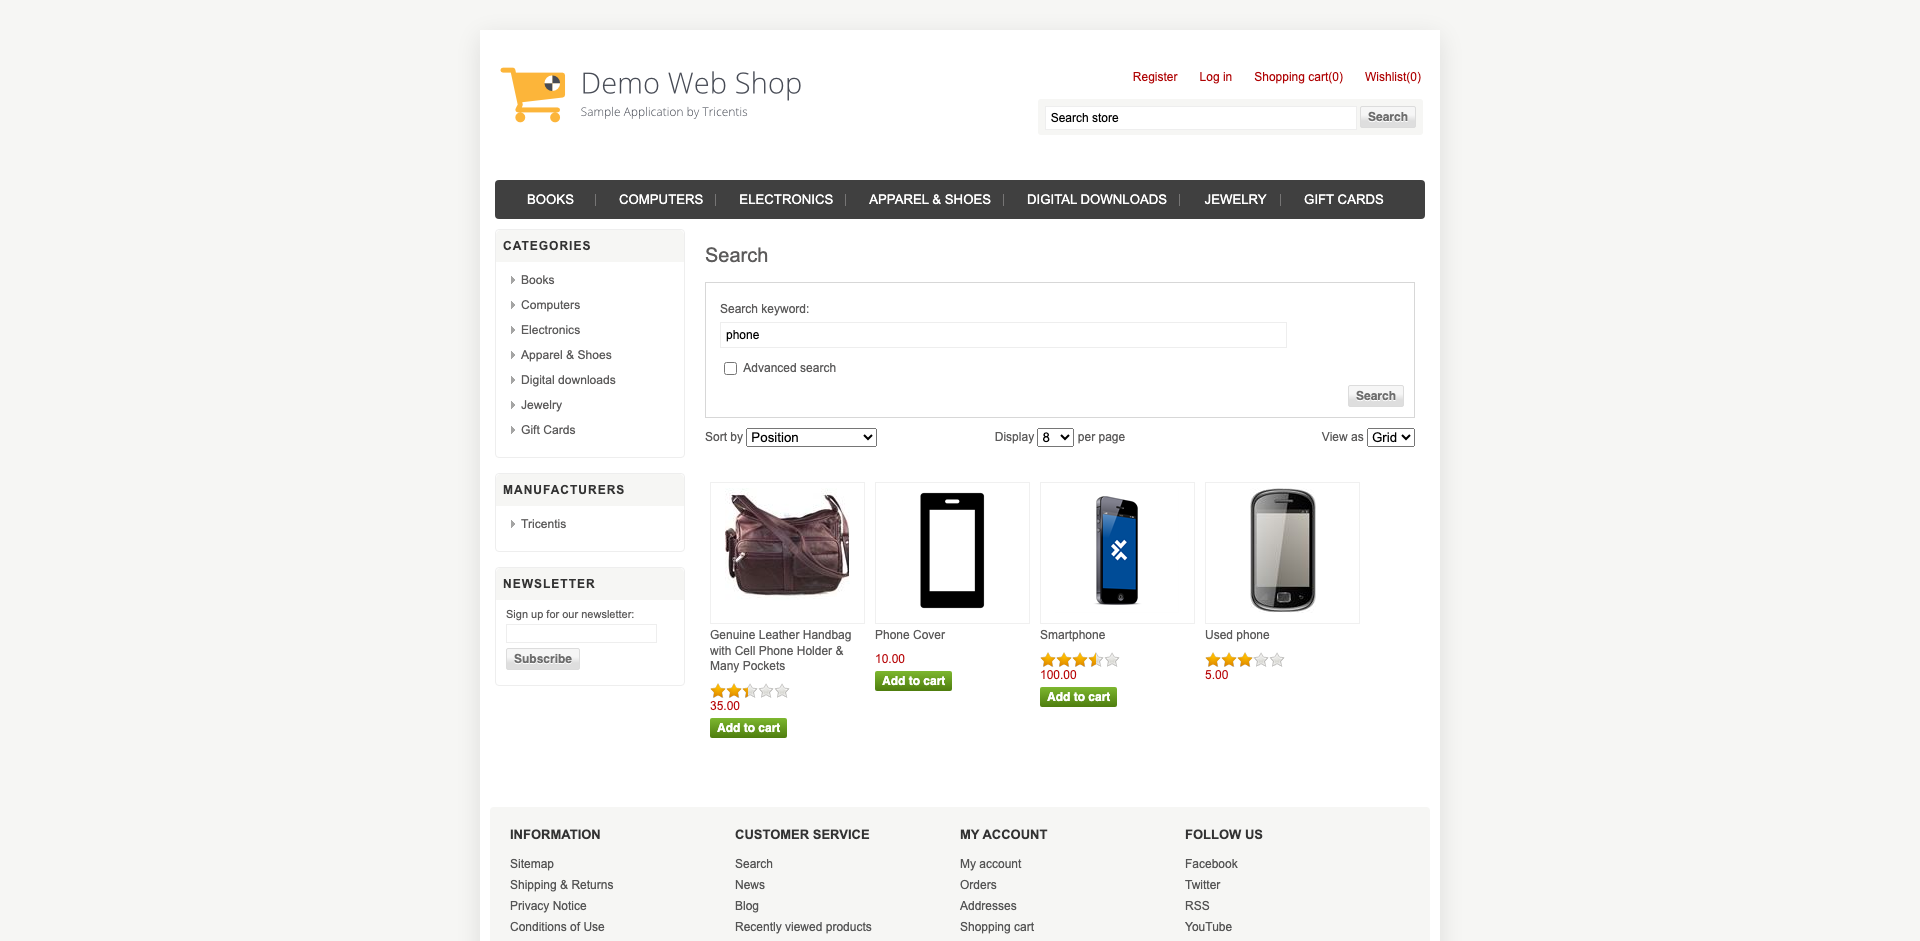 Demo Web Shop
Sample Application by Tricentis
Register Log in Shopping cart(0) Wishlist(0)
Search store Search
BOOKS COMPUTERS ELECTRONICS APPAREL & SHOES DIGITAL DOWNLOADS JEWELRY GIFT CARDS
CATEGORIES
Books
Computers
Electronics
Apparel & Shoes
Digital downloads
Jewelry
Gift Cards
MANUFACTURERS
Tricentis
NEWSLETTER
Sign up for our newsletter:
Subscribe
Search
Search keyword:
phone
Advanced search
Search
Sort by Position Display 8 per page View as Grid
Genuine Leather Handbag
with Cell Phone Holder &
Many Pockets
35.00
Add to cart
Phone Cover
10.00
Add to cart
Smartphone
100.00
Add to cart
Used phone
5.00
INFORMATION
Sitemap
Shipping & Returns
Privacy Notice
Conditions of Use
CUSTOMER SERVICE
Search
News
Blog
Recently viewed products
MY ACCOUNT
My account
Orders
Addresses
Shopping cart
FOLLOW US
Facebook
Twitter
RSS
YouTube